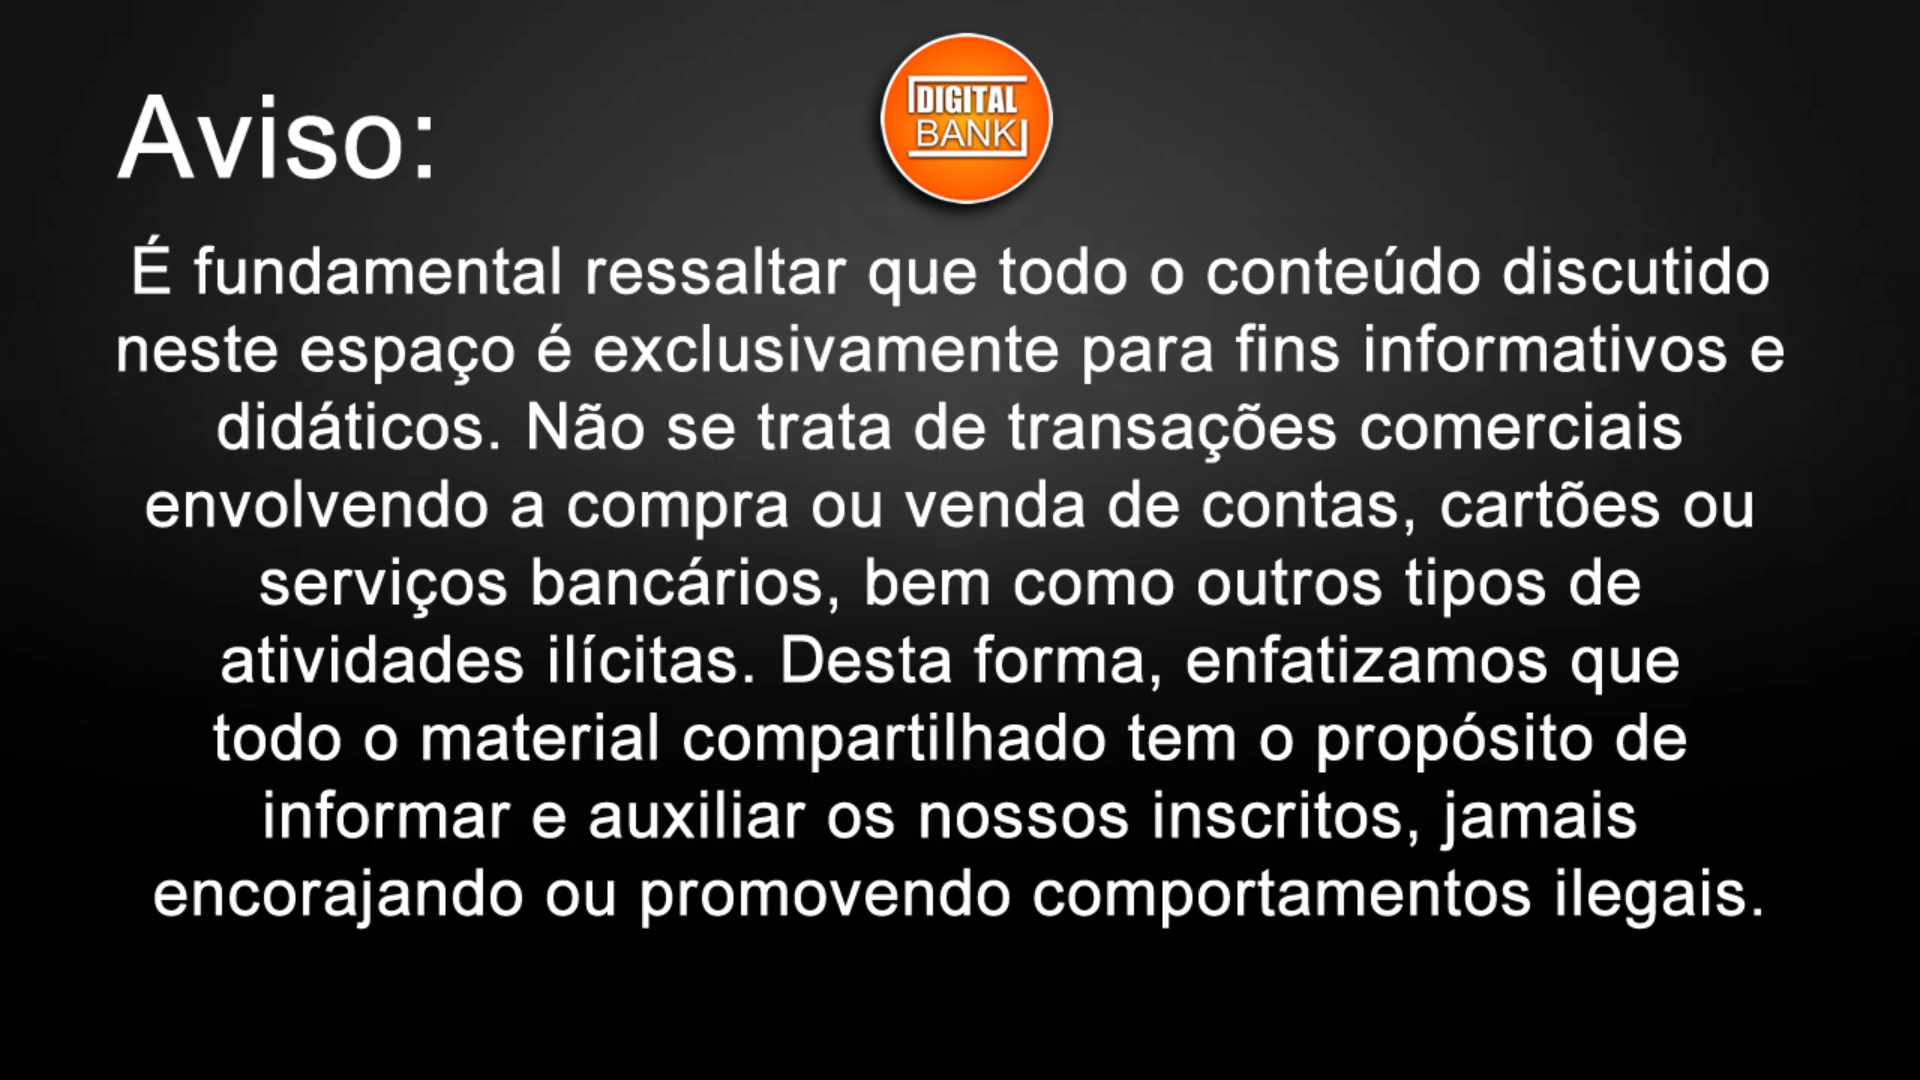 DIGITAL
BANK
Aviso:
É fundamental ressaltar que todo o conteúdo discutido
neste espaço é exclusivamente para fins informativos e
didáticos. Não se trata de transações comerciais
envolvendo a compra ou venda de contas, cartões ou
serviços bancários, bem como outros tipos de
atividades ilícitas. Desta forma, enfatizamos que
todo o material compartilhado tem o propósito de
informar e auxiliar os nossos inscritos, jamais
encorajando ou promovendo comportamentos ilegais.